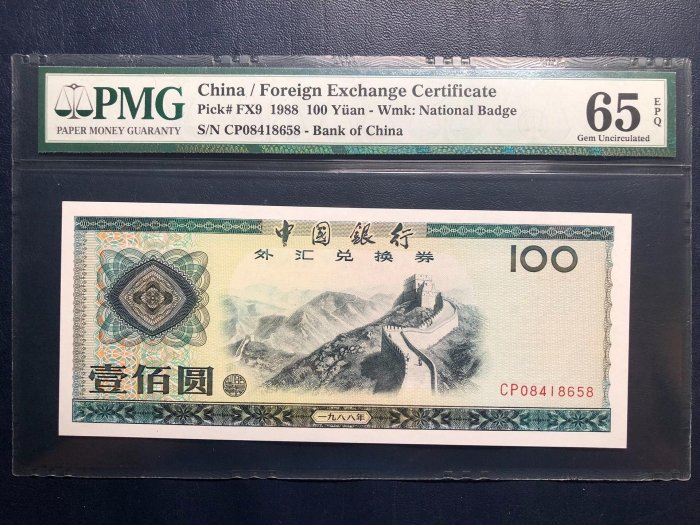 PMG
PAPER MONEY GUARANTY
China / Foreign Exchange Certificate
Pick# FX9 1988 100 Yüan - Wmk: National Badge
S/N CP08418658 - Bank of China
65 EPQ
Gem Uncirculated
中國銀行
外汇兑换券
100
壹佰圆
CP08418658
一九八八年